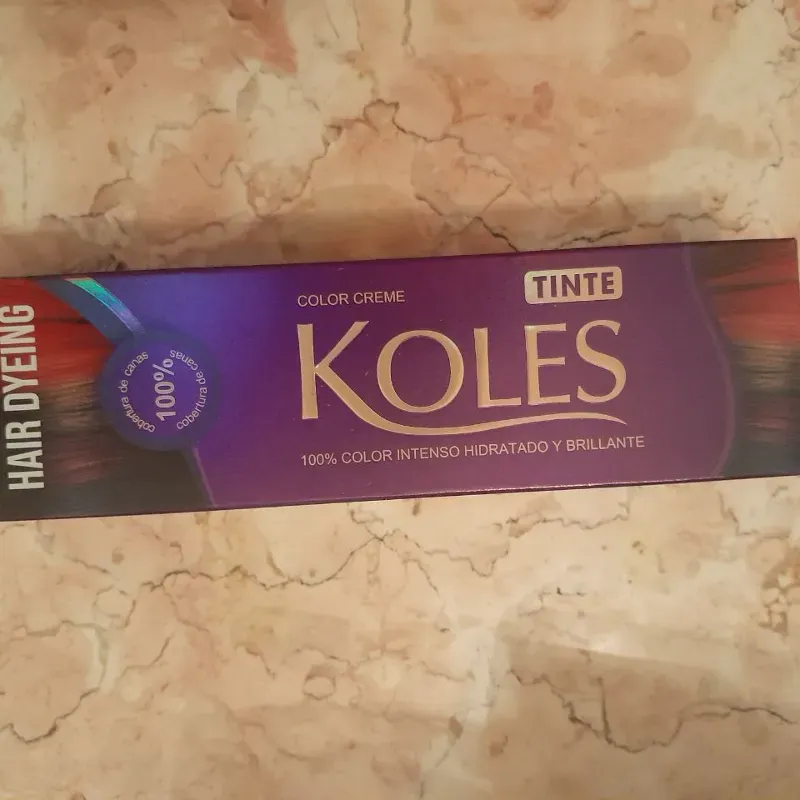 HAIR DYEING
cobertura de canas
100%
cobertura de canas
COLOR CREME
TINTE
KOLES
100% COLOR INTENSO HIDRATADO Y BRILLANTE